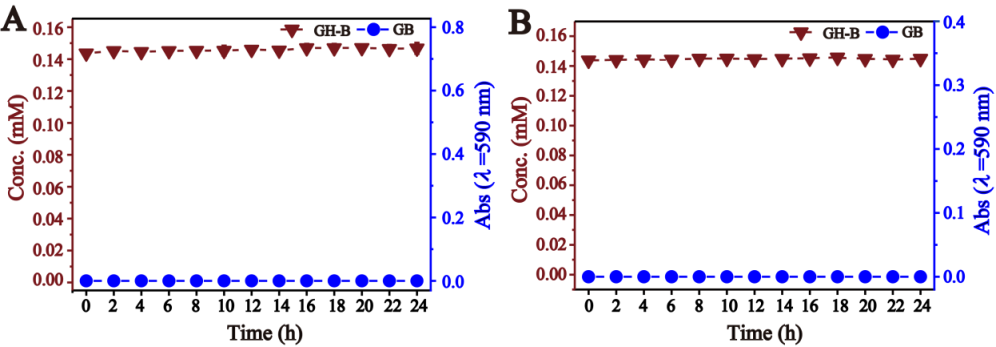 A
GH-B GB
Conc. (mM)
0.16
0.14
0.12
0.10
0.08
0.06
0.04
0.02
0.00
0.8
0.6
0.4
0.2
0.0
Abs (λ=590 nm)
0 2 4 6 8 10 12 14 16 18 20 22 24
Time (h)
B
GH-B GB
Conc. (mM)
0.16
0.14
0.12
0.10
0.08
0.06
0.04
0.02
0.00
0.4
0.3
0.2
0.1
0.0
Abs (λ=590 nm)
0 2 4 6 8 10 12 14 16 18 20 22 24
Time (h)